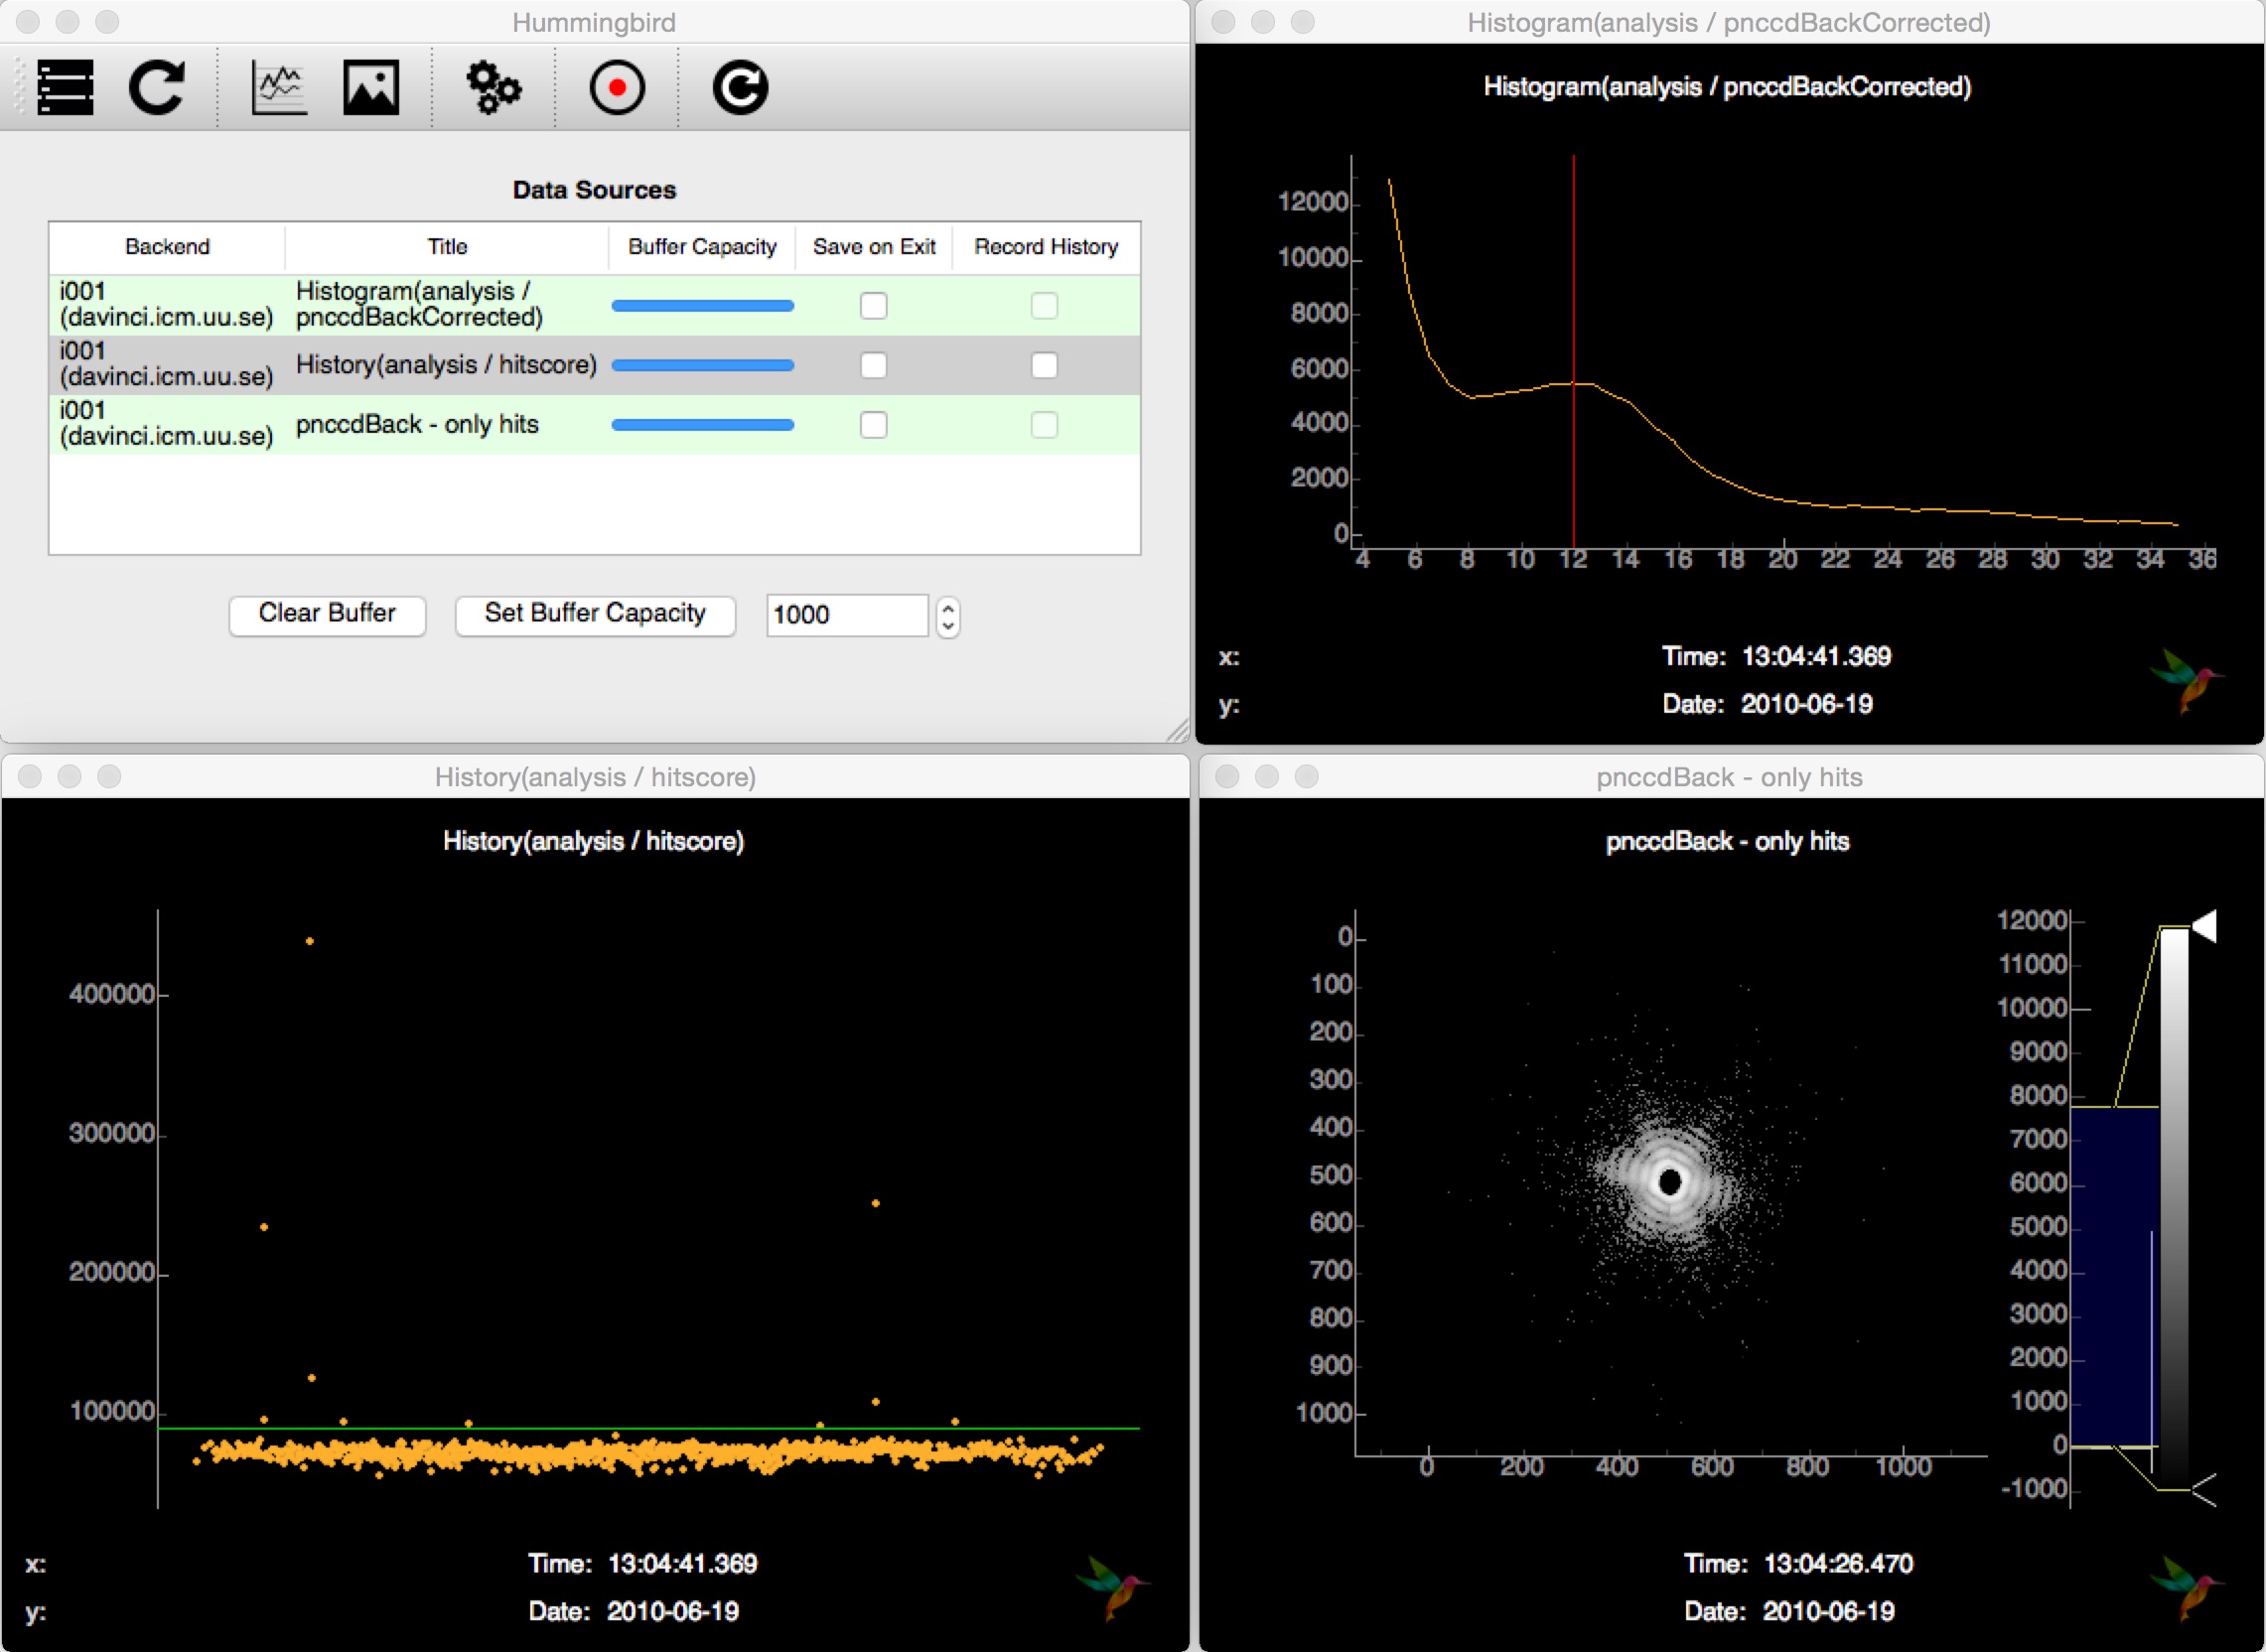 Hummingbird
Data Sources
Backend Title Buffer Capacity Save on Exit Record History
i001
(davinci.icm.uu.se)
Histogram(analysis /
pnccdBackCorrected)
i001
(davinci.icm.uu.se)
History(analysis / hitscore)
i001
(davinci.icm.uu.se)
pnccdBack - only hits
Clear Buffer Set Buffer Capacity 1000
Histogram(analysis / pnccdBackCorrected)
Histogram(analysis / pnccdBackCorrected)
12000
10000
8000
6000
4000
2000
0
4 6 8 10 12 14 16 18 20 22 24 26 28 30 32 34 36
x: Time: 13:04:41.369
y: Date: 2010-06-19
History(analysis / hitscore)
History(analysis / hitscore)
400000
300000
200000
100000
x: Time: 13:04:41.369
y: Date: 2010-06-19
pnccdBack - only hits
pnccdBack - only hits
0
100
200
300
400
500
600
700
800
900
1000
0 200 400 600 800 1000
12000
11000
10000
9000
8000
7000
6000
5000
4000
3000
2000
1000
0
-1000
Time: 13:04:26.470
Date: 2010-06-19